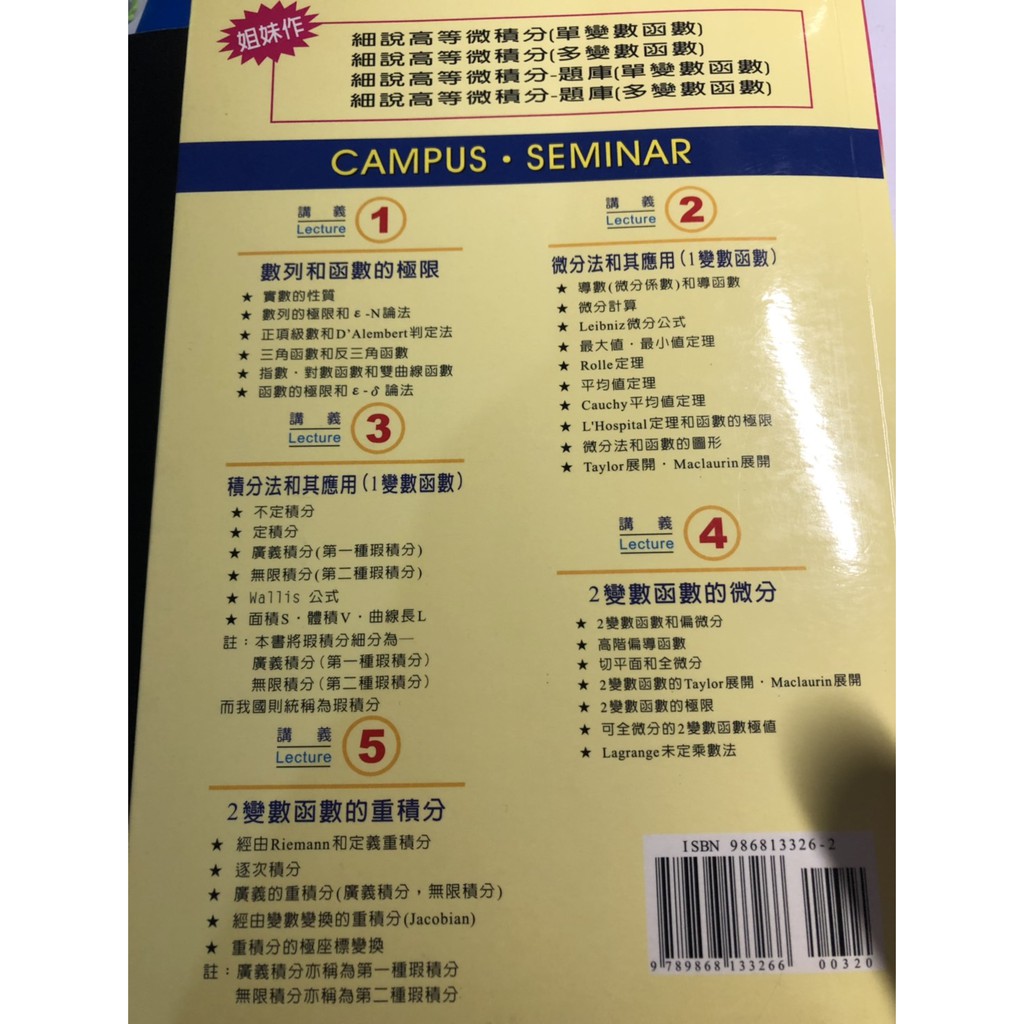 姐妹作
細說高等微積分(單變數函數)
細說高等微積分(多變數函數)
細說高等微積分-題庫(單變數函數)
細說高等微積分-題庫(多變數函數)
CAMPUS・SEMINAR
講義 1
Lecture
數列和函數的極限
★ 實數的性質
★ 數列的極限和ε-N論法
★ 正項級數和D'Alembert判定法
★ 三角函數和反三角函數
★ 指數・對數函數和雙曲線函數
★ 函數的極限和ε-δ論法
講義 2
Lecture
微分法和其應用(1變數函數)
★ 導數(微分係數)和導函數
★ 微分計算
★ Leibniz微分公式
★ 最大值・最小值定理
★ Rolle定理
★ 平均值定理
★ Cauchy平均值定理
★ L'Hospital定理和函數的極限
★ 微分法和函數的圖形
★ Taylor展開・Maclaurin展開
講義 3
Lecture
積分法和其應用(1變數函數)
★ 不定積分
★ 定積分
★ 廣義積分(第一種瑕積分)
★ 無限積分(第二種瑕積分)
★ Wallis 公式
★ 面積S・體積V・曲線長L
註：本書將瑕積分細分為—
廣義積分(第一種瑕積分)
無限積分(第二種瑕積分)
而我國則統稱為瑕積分
講義 4
Lecture
2變數函數的微分
★ 2變數函數和偏微分
★ 高階偏導函數
★ 切平面和全微分
★ 2變數函數的Taylor展開・Maclaurin展開
★ 2變數函數的極限
★ 可全微分的2變數函數極值
★ Lagrange未定乘數法
講義 5
Lecture
2變數函數的重積分
★ 經由Riemann和定義重積分
★ 逐次積分
★ 廣義的重積分(廣義積分，無限積分)
★ 經由變數變換的重積分(Jacobian)
★ 重積分的極座標變換
註：廣義積分亦稱為第一種瑕積分
無限積分亦稱為第二種瑕積分
ISBN 986813326-2
9 789868 133266
00320